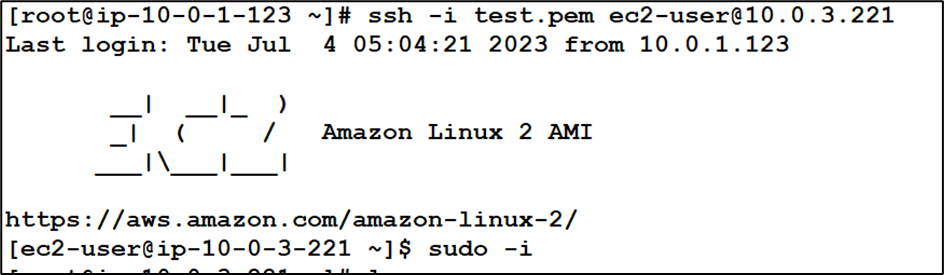 [root@ip-10-0-1-123 ~]# ssh -i test.pem ec2-user@10.0.3.221
Last login: Tue Jul  4 05:04:21 2023 from 10.0.1.123
       __|  __|_  )
       _|  (     /   Amazon Linux 2 AMI
      ___|\___|___|
https://aws.amazon.com/amazon-linux-2/
[ec2-user@ip-10-0-3-221 ~]$ sudo -i